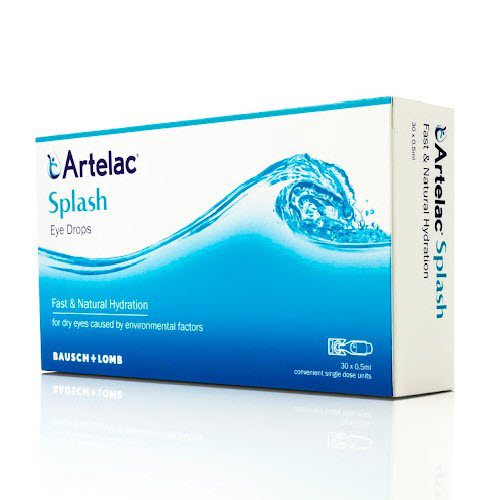 Artelac®
Splash
Eye Drops
Fast & Natural Hydration
for dry eyes caused by environmental factors
BAUSCH + LOMB
30 x 0.5ml
convenient single dose units
Artelac® Splash
Fast & Natural Hydration
30 x 0.5ml